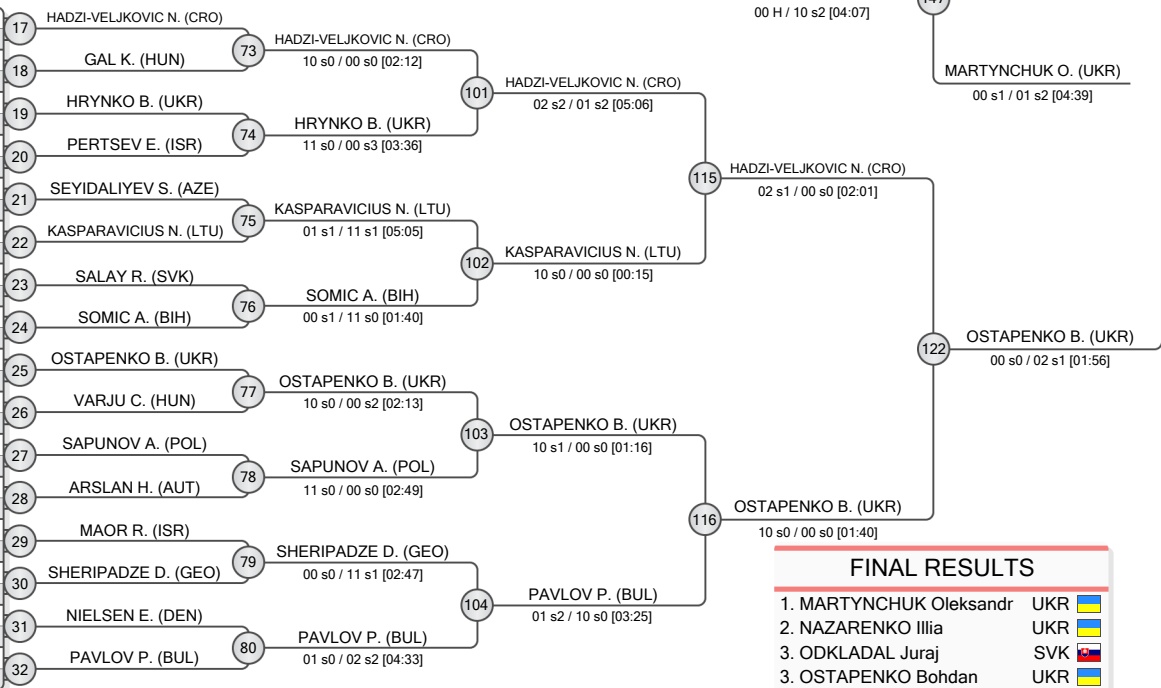 17
HADZI-VELJKOVIC N. (CRO)
18
GAL K. (HUN)
19
HRYNKO B. (UKR)
20
PERTSEV E. (ISR)
21
SEYIDALIYEV S. (AZE)
22
KASPARAVICIUS N. (LTU)
23
SALAY R. (SVK)
24
SOMIC A. (BIH)
25
OSTAPENKO B. (UKR)
26
VARJU C. (HUN)
27
SAPUNOV A. (POL)
28
ARSLAN H. (AUT)
29
MAOR R. (ISR)
30
SHERIPADZE D. (GEO)
31
NIELSEN E. (DEN)
32
PAVLOV P. (BUL)
73
HADZI-VELJKOVIC N. (CRO)
10 s0 / 00 s0 [02:12]
74
HRYNKO B. (UKR)
11 s0 / 00 s3 [03:36]
75
KASPARAVICIUS N. (LTU)
01 s1 / 11 s1 [05:05]
76
SOMIC A. (BIH)
00 s1 / 11 s0 [01:40]
77
OSTAPENKO B. (UKR)
10 s0 / 00 s2 [02:13]
78
SAPUNOV A. (POL)
11 s0 / 00 s0 [02:49]
79
SHERIPADZE D. (GEO)
00 s0 / 11 s1 [02:47]
80
PAVLOV P. (BUL)
01 s0 / 02 s2 [04:33]
101
HADZI-VELJKOVIC N. (CRO)
02 s2 / 01 s2 [05:06]
102
KASPARAVICIUS N. (LTU)
10 s0 / 00 s0 [00:15]
103
OSTAPENKO B. (UKR)
10 s1 / 00 s0 [01:16]
104
PAVLOV P. (BUL)
01 s2 / 10 s0 [03:25]
115
HADZI-VELJKOVIC N. (CRO)
02 s1 / 00 s0 [02:01]
116
OSTAPENKO B. (UKR)
10 s0 / 00 s0 [01:40]
122
OSTAPENKO B. (UKR)
00 s0 / 02 s1 [01:56]
00 H / 10 s2 [04:07]
MARTYNCHUK O. (UKR)
00 s1 / 01 s2 [04:39]
FINAL RESULTS
1. MARTYNCHUK Oleksandr UKR
2. NAZARENKO Illia UKR
3. ODKLADAL Juraj SVK
3. OSTAPENKO Bohdan UKR